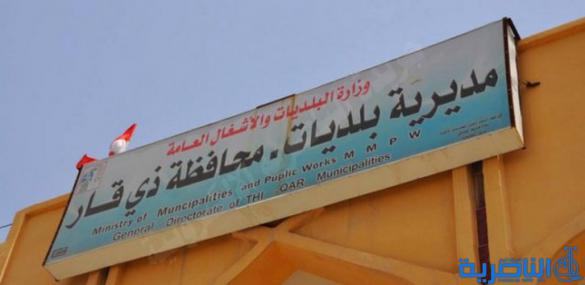 وزارة البلديات والأشغال العامة
مديرية بلديات - محافظة ذي قار
Ministry of Muncipalities and Puplic Works M M P W
General Directorate of THI QAR Municipalities
الناصرية